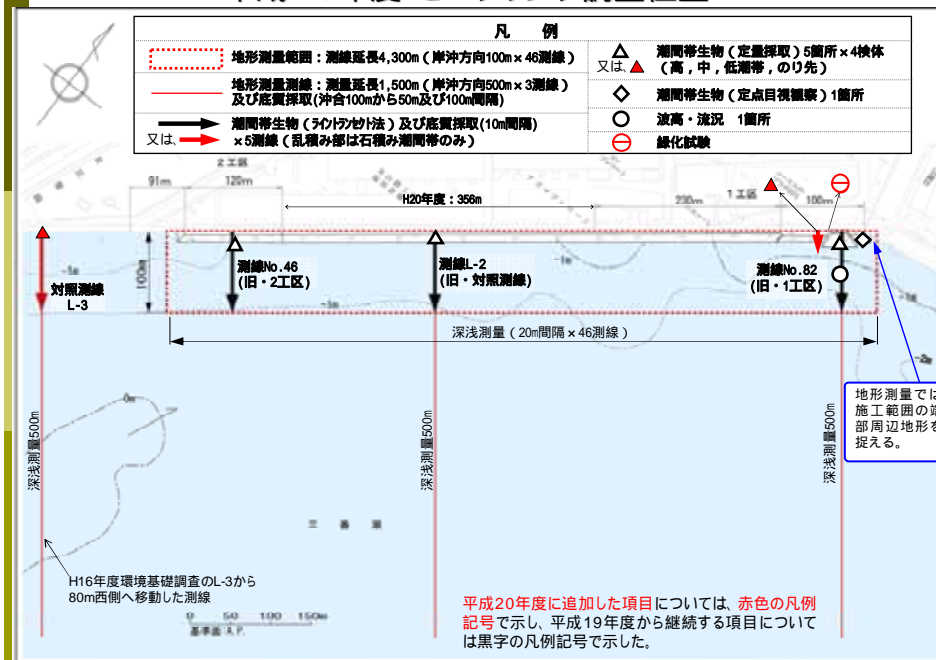 凡 例
地形測量範囲：測線延長4,300m（岸沖方向100m×46測線）
地形測量測線：測量延長1,500m（岸沖方向500m×3測線）
及び底質採取(沖合100mから50m及び100m間隔)
潮間帯生物（ﾗｲﾝﾄﾗﾝｾｸﾄ法）及び底質採取(10m間隔)
又は、
×5測線（乱積み部は石積み潮間帯のみ）
潮間帯生物（定量採取）5箇所×4検体
又は、
（高，中，低潮帯，のり先）
潮間帯生物（定点目視観察）1箇所
波高・流況 1箇所
緑化試験
2工区
91m
120m
H20年度：356m
230m
1工区
100m
100m
対照測線
L-3
測線No.46
(旧・2工区)
測線L-2
(旧・対照測線)
測線No.82
(旧・1工区)
-1m
-1m
-1m
-1m
-2m
0m
深浅測量（20m間隔×46測線）
深浅測量500m
深浅測量500m
深浅測量500m
地形測量では
施工範囲の端
部周辺地形を
捉える。
三 番 瀬
H16年度環境基礎調査のL-3から
80m西側へ移動した測線
0 50 100 150m
基準面 A.P.
平成20年度に追加した項目については、赤色の凡例
記号で示し、平成19年度から継続する項目について
は黒字の凡例記号で示した。